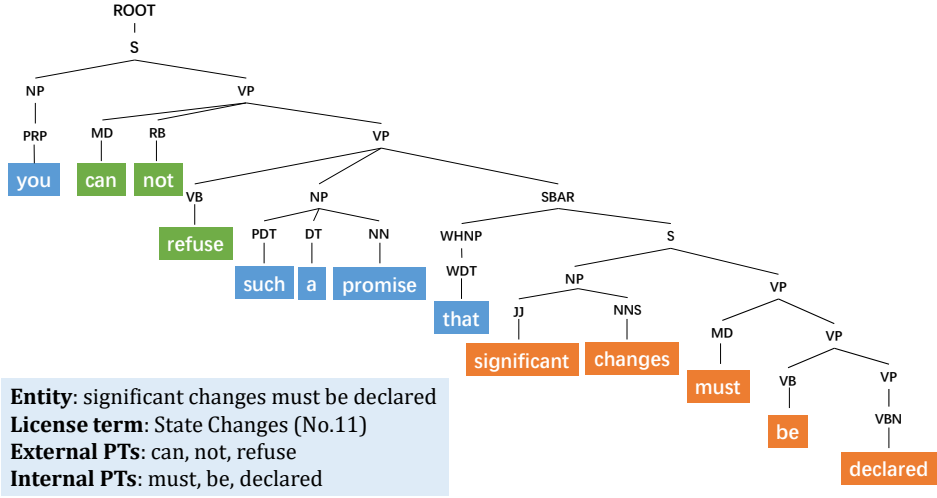 ROOT
S
NP VP
PRP MD RB VP
you can not
VB NP SBAR
refuse PDT DT NN WHNP S
such a promise WDT NP VP
that JJ NNS MD VP
significant changes must VB VP
be VBN
declared
Entity: significant changes must be declared
License term: State Changes (No.11)
External PTs: can, not, refuse
Internal PTs: must, be, declared